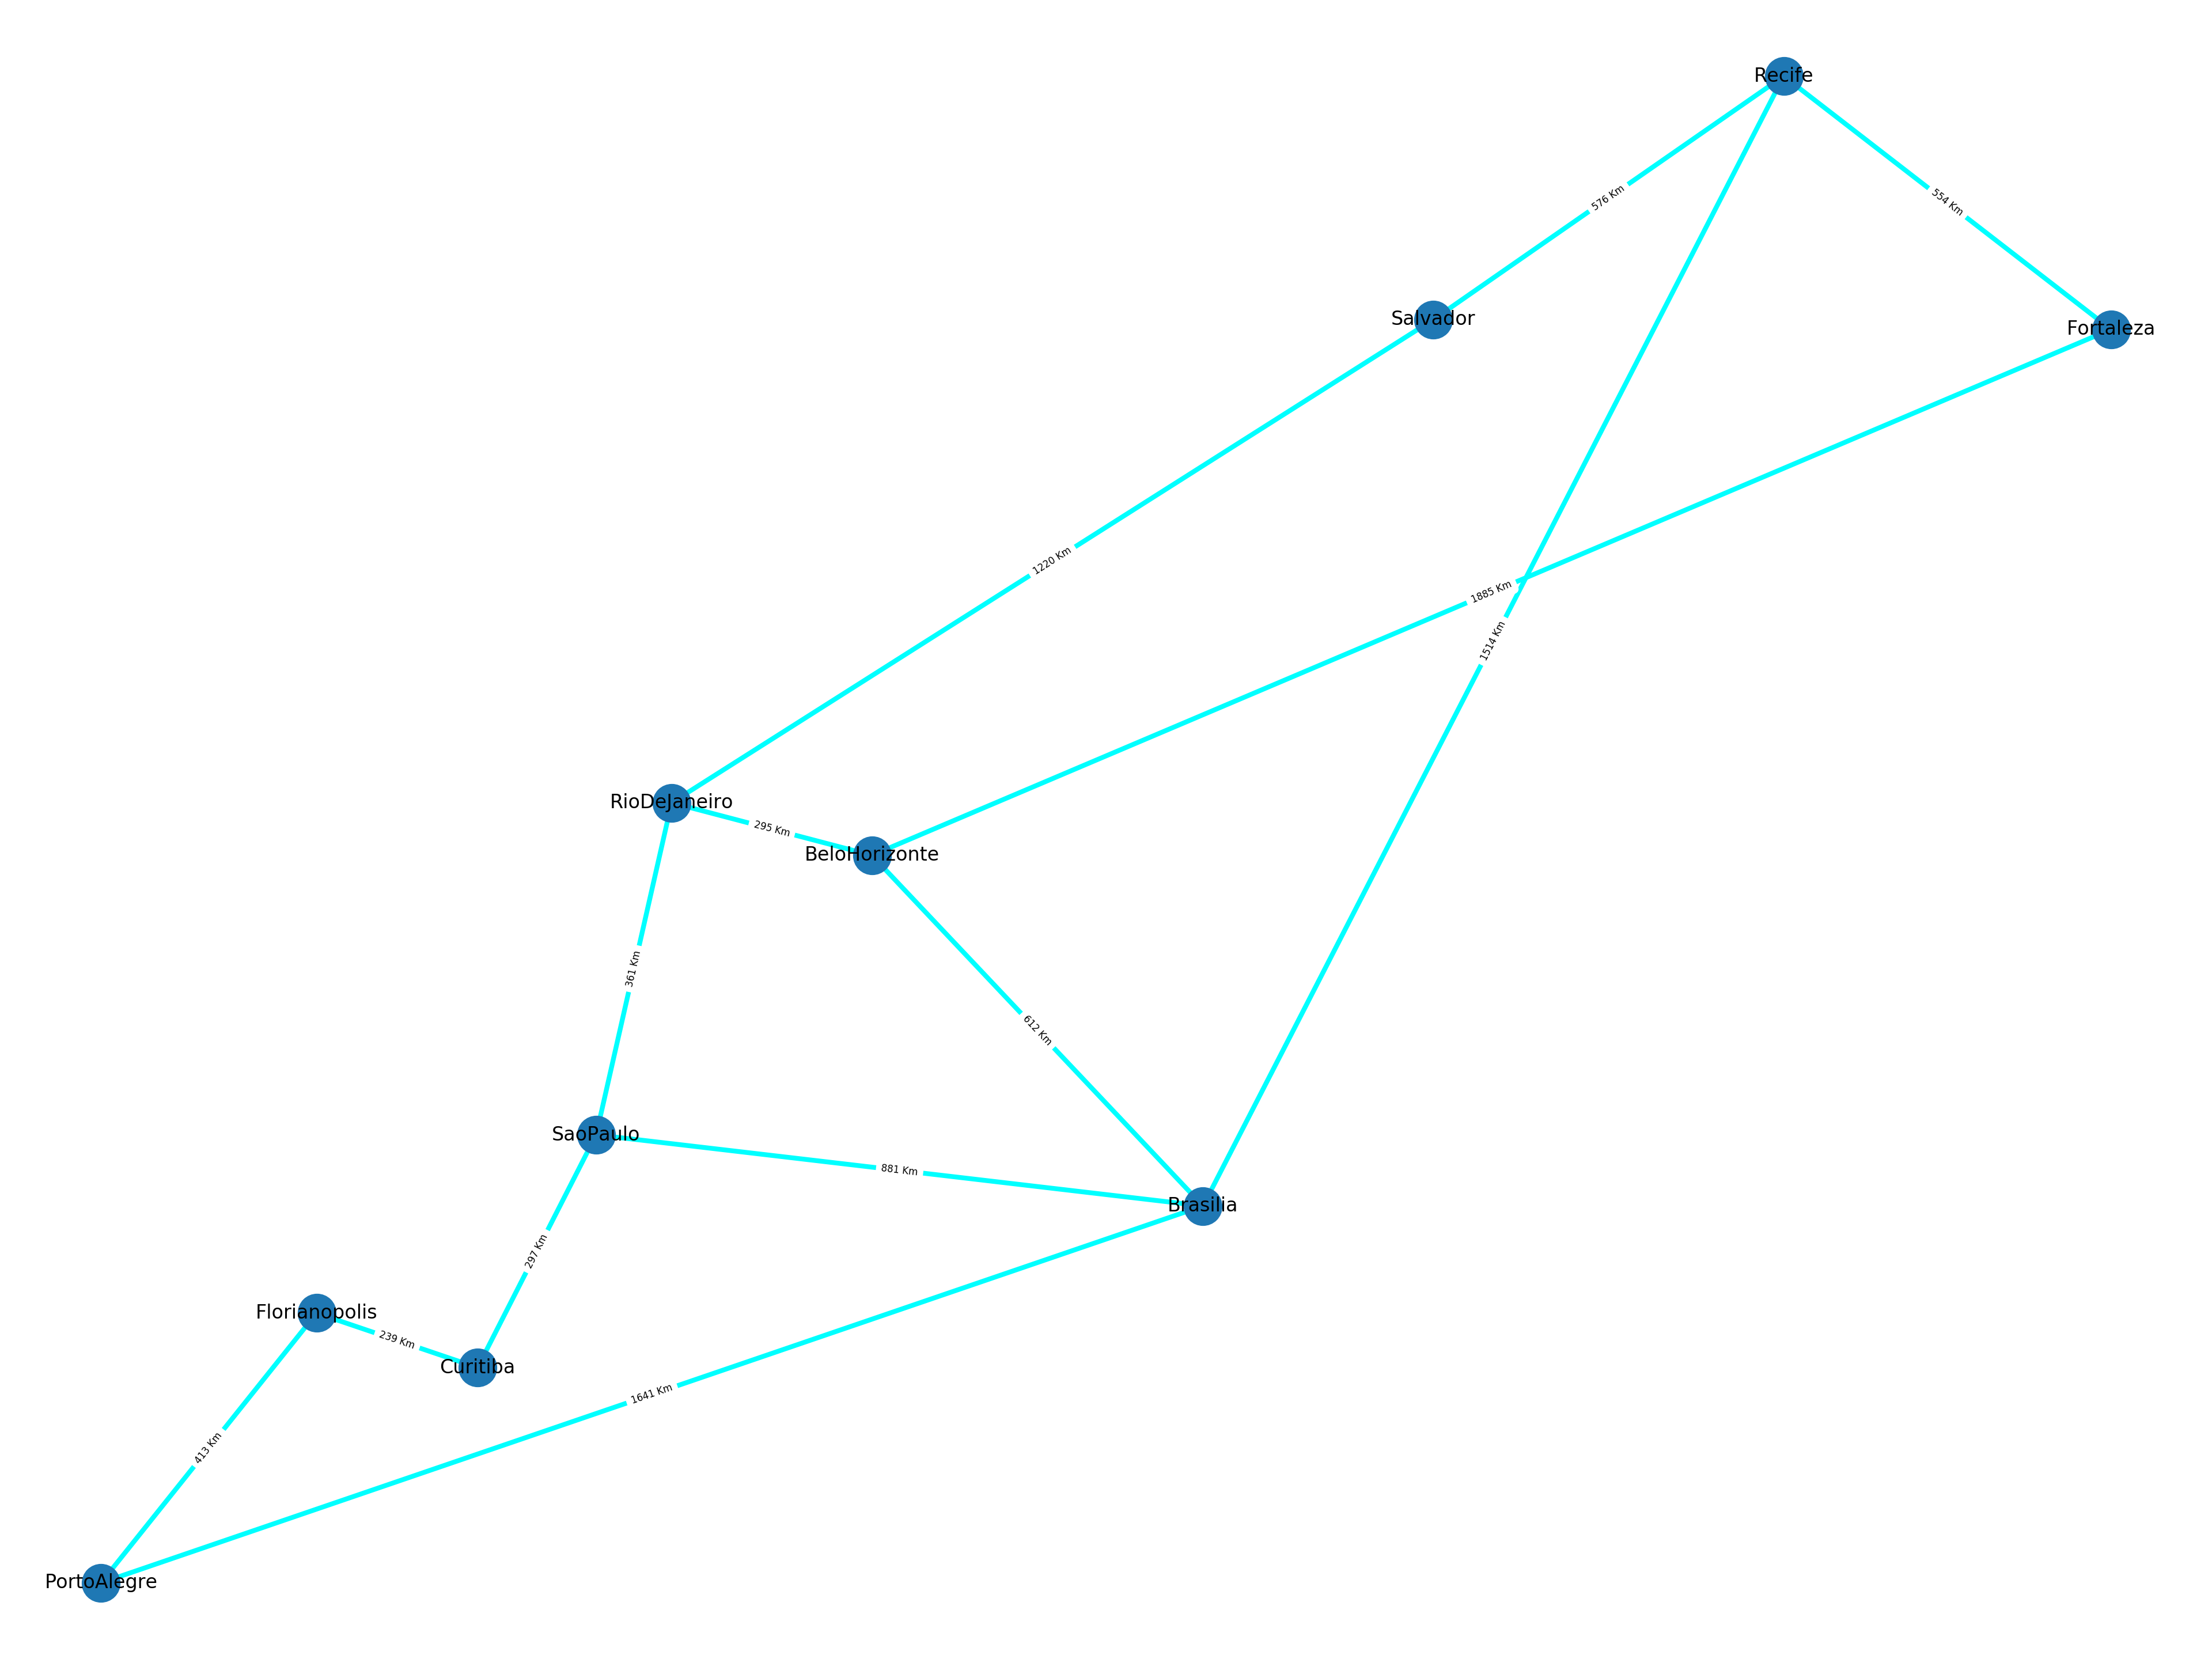 Recife
576 Km
554 Km
Salvador
Fortaleza
1220 Km
1885 Km
1514 Km
RioDeJaneiro
295 Km
BeloHorizonte
361 Km
612 Km
SaoPaulo
881 Km
Brasilia
297 Km
Florianopolis
239 Km
Curitiba
1641 Km
413 Km
PortoAlegre